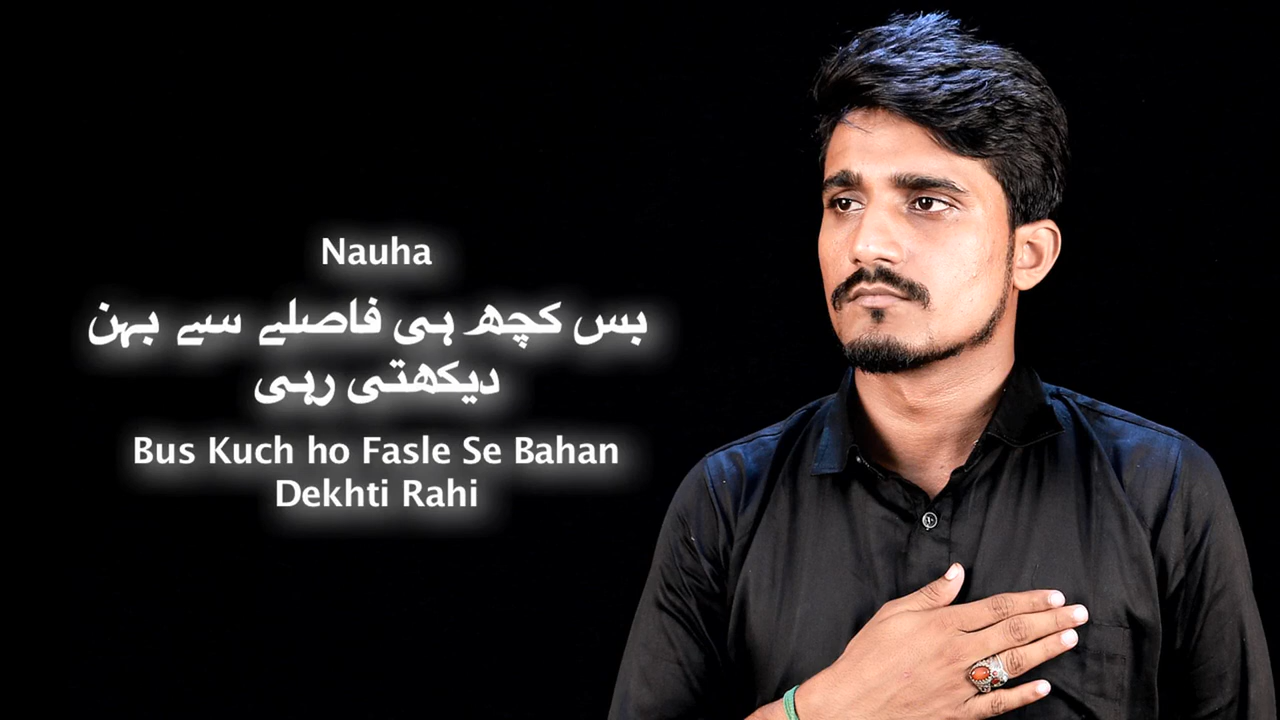 Nauha
بس کچھ ہی فاصلے سے بہن
دیکھتی رہی
Bus Kuch ho Fasle Se Bahan
Dekhti Rahi